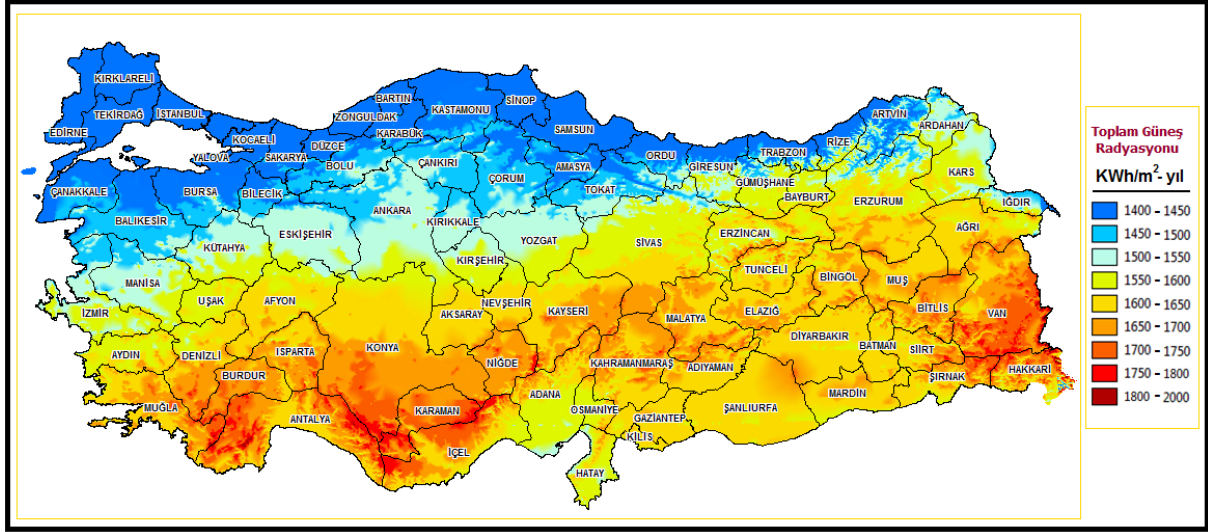 KIRKLARELİ
TEKİRDAĞ
İSTANBUL
EDİRNE
KOCAELİ
YALOVA
SAKARYA
DÜZCE
BOLU
ZONGULDAK
BARTIN
KARABÜK
KASTAMONU
SİNOP
SAMSUN
ÇANKIRI
ÇORUM
AMASYA
TOKAT
ORDU
GİRESUN
TRABZON
RİZE
ARTVİN
ARDAHAN
KARS
GÜMÜŞHANE
BAYBURT
ERZURUM
IĞDIR
AĞRI
ÇANAKKALE
BURSA
BİLECİK
BALIKESİR
KÜTAHYA
ESKİŞEHİR
ANKARA
KIRIKKALE
YOZGAT
SİVAS
ERZİNCAN
KIRŞEHİR
MANİSA
UŞAK
AFYON
İZMİR
AKSARAY
NEVŞEHİR
KAYSERİ
MALATYA
TUNCELİ
BİNGÖL
MUŞ
ELAZIĞ
BİTLİS
VAN
AYDIN
DENİZLİ
ISPARTA
BURDUR
KONYA
NİĞDE
KAHRAMANMARAŞ
ADIYAMAN
DİYARBAKIR
BATMAN
SİİRT
ŞIRNAK
HAKKARİ
MARDİN
MUĞLA
ANTALYA
KARAMAN
İÇEL
ADANA
OSMANİYE
GAZİANTEP
KİLİS
ŞANLIURFA
HATAY
Toplam Güneş
Radyasyonu
KWh/m²- yıl
1400 - 1450
1450 - 1500
1500 - 1550
1550 - 1600
1600 - 1650
1650 - 1700
1700 - 1750
1750 - 1800
1800 - 2000